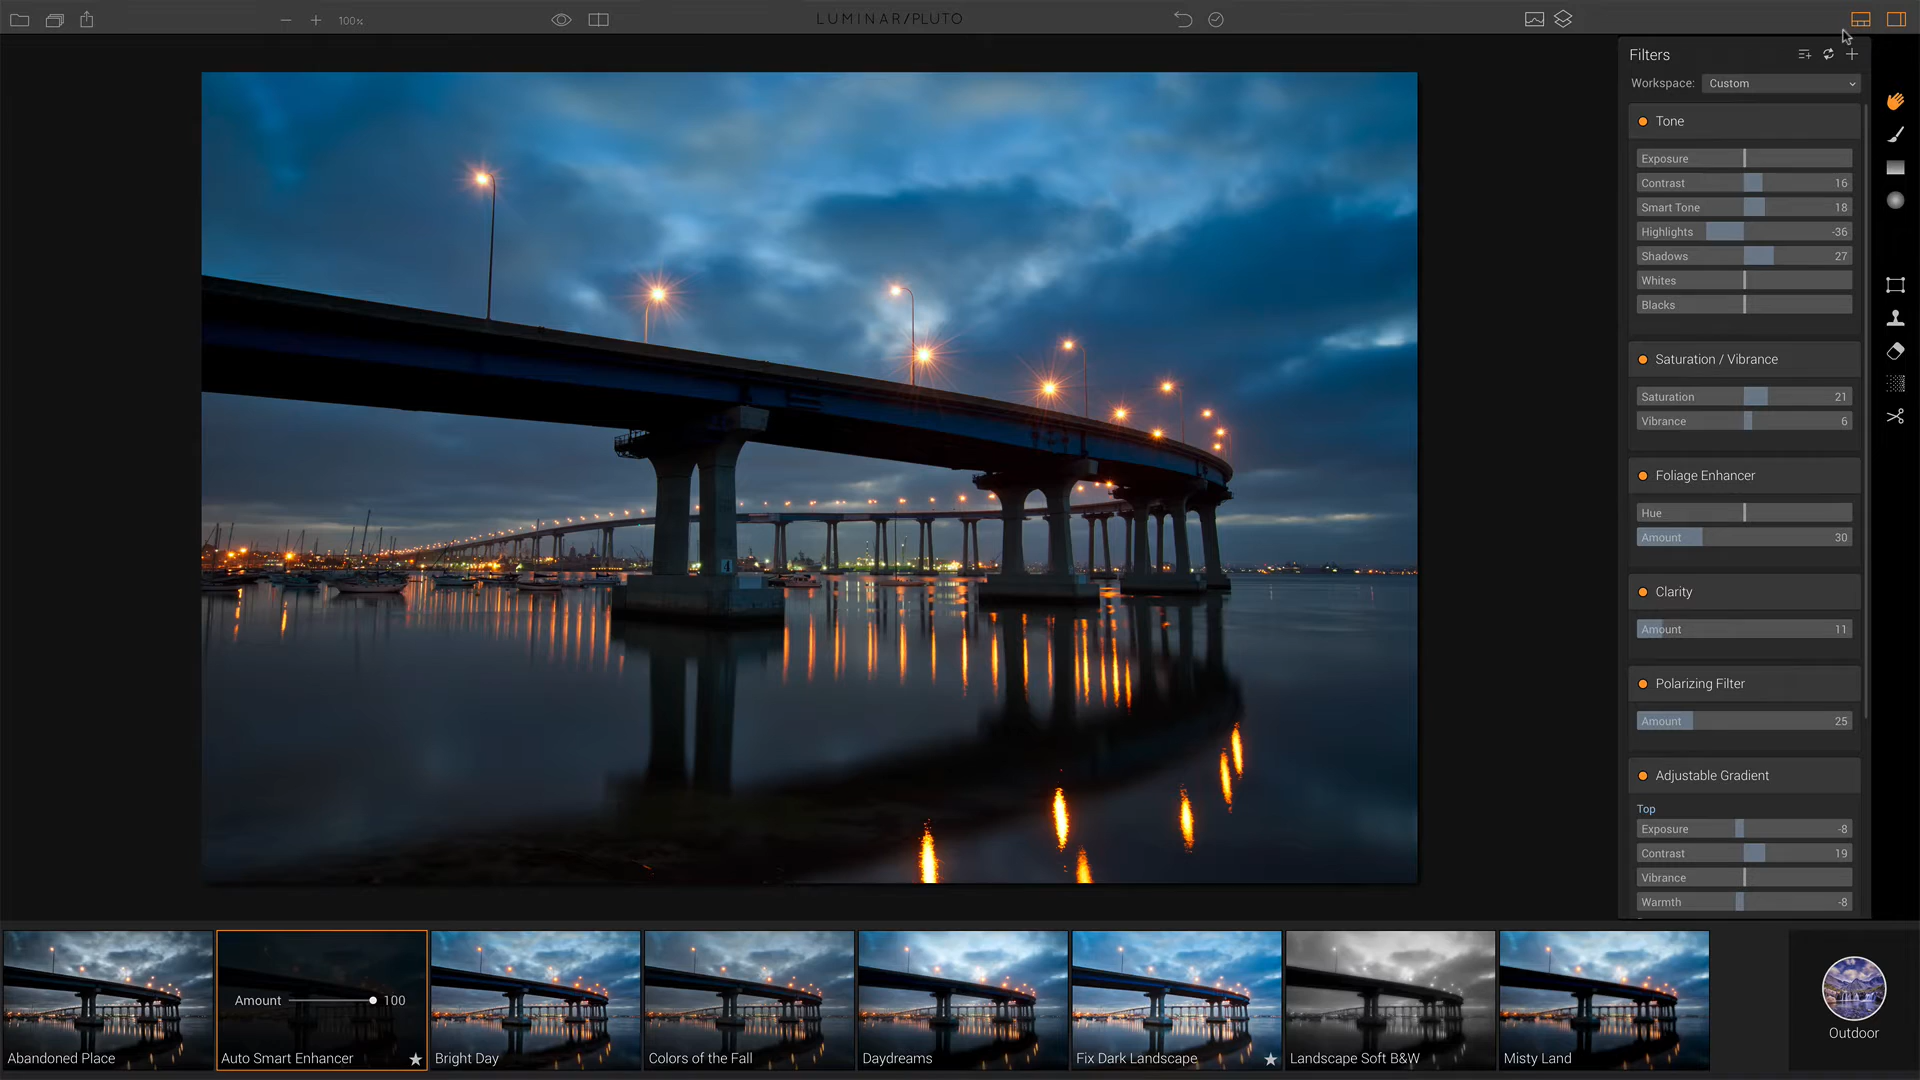 100%
LUMINAR/PLUTO
Filters
Workspace: Custom
Tone
Exposure
Contrast 16
Smart Tone 18
Highlights -36
Shadows 27
Whites
Blacks
Saturation / Vibrance
Saturation 21
Vibrance 6
Foliage Enhancer
Hue
Amount 30
Clarity
Amount 11
Polarizing Filter
Amount 25
Adjustable Gradient
Top
Exposure -8
Contrast 19
Vibrance
Warmth -8
4
Amount 100
Abandoned Place
Auto Smart Enhancer
Bright Day
Colors of the Fall
Daydreams
Fix Dark Landscape
Landscape Soft B&W
Misty Land
Outdoor